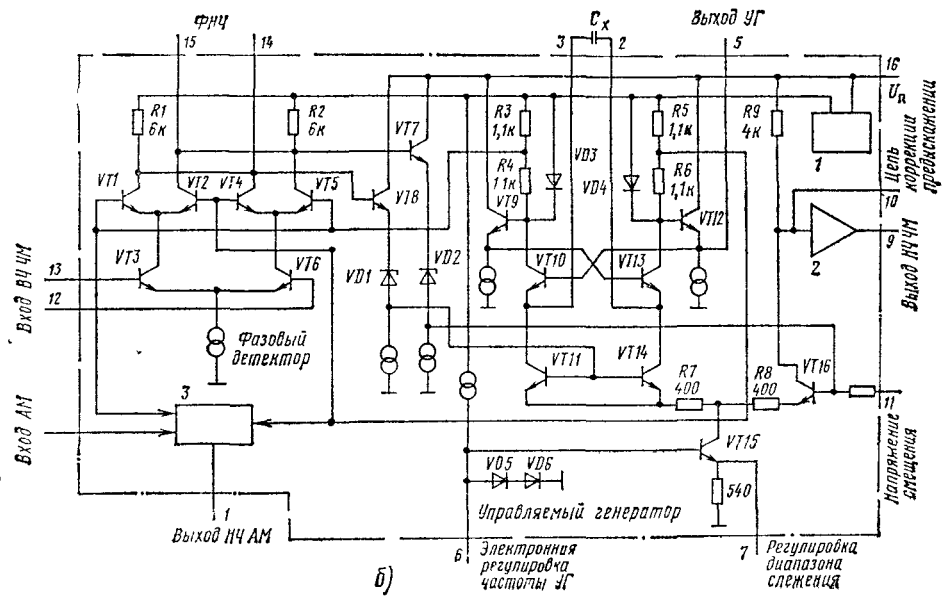 ФНЧ
Cх
Выход УГ
15
14
3
2
5
16
Uп
R1
6к
R2
6к
VT7
R3
1,1к
R5
1,1к
R9
4к
1
R4
1,1к
VD3
VD4
R6
1,1к
Цепь
коррекции
предыскажений
VT1
VT2
VT4
VT5
VT8
VT9
VT12
10
2
9
Выход НЧ ЧМ
13
Вход ВЧ ЧМ
12
VT3
VT6
VD1
VD2
VT10
VT13
Фазовый
детектор
VT11
VT14
R7
400
R8
400
VT16
11
Напряжение
смещения
3
Вход АМ
VT15
VD5
VD6
540
1
Выход НЧ АМ
Управляемый генератор
6
Электронная
регулировка
частоты УГ
7
Регулировка
диапазона
слежения
б)